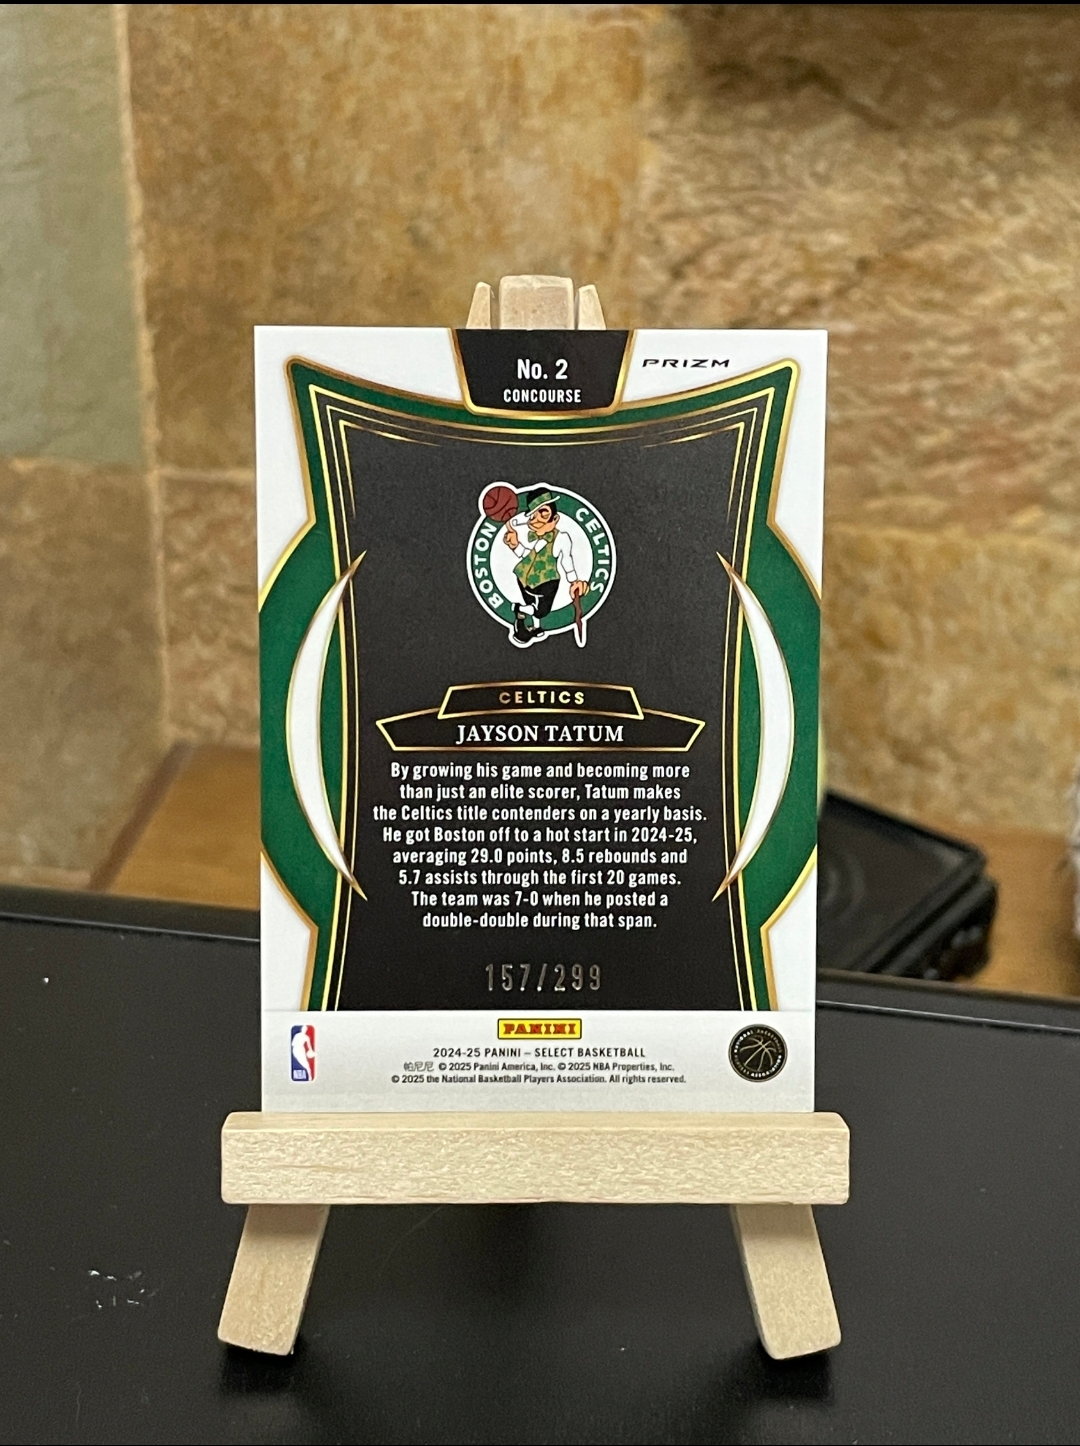 No. 2
CONCOURSE
PRIZM
BOSTON CELTICS
CELTICS
JAYSON TATUM
By growing his game and becoming more
than just an elite scorer, Tatum makes
the Celtics title contenders on a yearly basis.
He got Boston off to a hot start in 2024-25,
averaging 29.0 points, 8.5 rebounds and
5.7 assists through the first 20 games.
The team was 7-0 when he posted a
double-double during that span.
157/299
PANINI
2024-25 PANINI – SELECT BASKETBALL
帕尼尼 © 2025 Panini America, Inc. © 2025 NBA Properties, Inc.
© 2025 the National Basketball Players Association. All rights reserved.
NBA